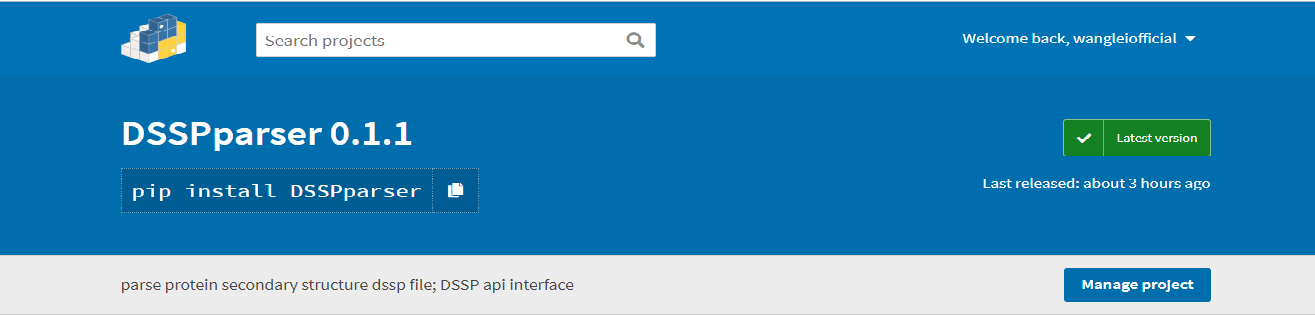 Search projects
Welcome back, wangleiofficial
DSSPparser 0.1.1
Latest version
pip install DSSPparser
Last released: about 3 hours ago
parse protein secondary structure dssp file; DSSP api interface
Manage project